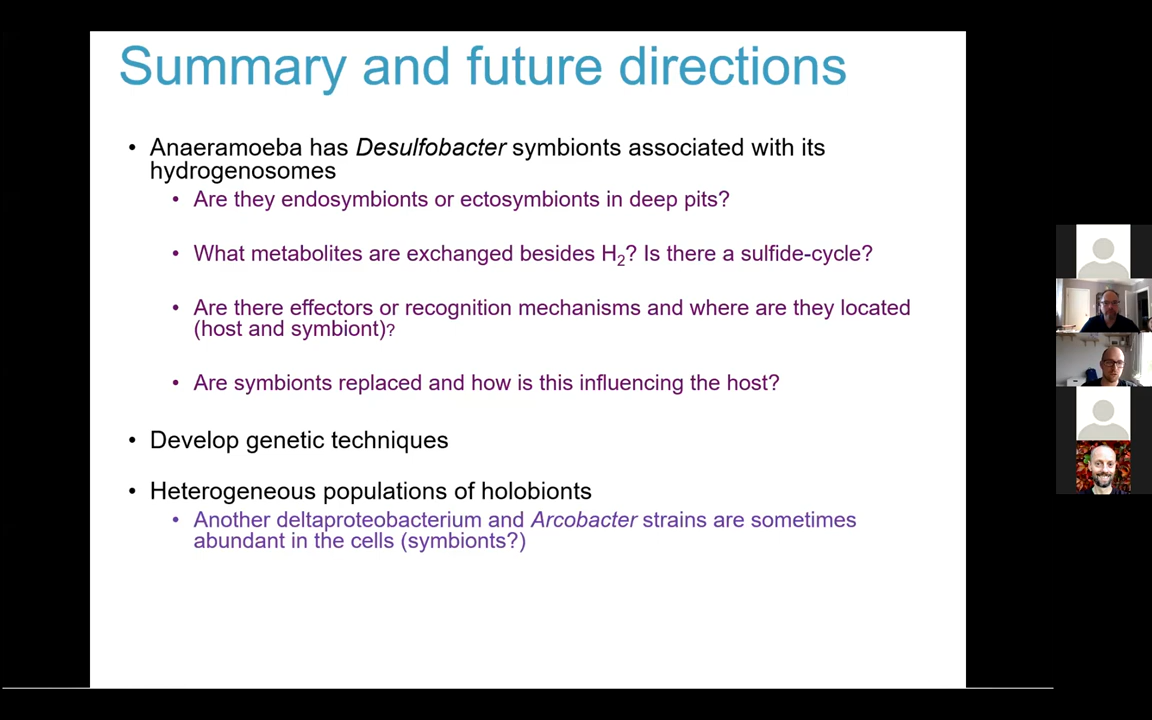 Summary and future directions
• Anaeramoeba has Desulfobacter symbionts associated with its
hydrogenosomes
• Are they endosymbionts or ectosymbionts in deep pits?
• What metabolites are exchanged besides H₂? Is there a sulfide-cycle?
• Are there effectors or recognition mechanisms and where are they located
(host and symbiont)?
• Are symbionts replaced and how is this influencing the host?
• Develop genetic techniques
• Heterogeneous populations of holobionts
• Another deltaproteobacterium and Arcobacter strains are sometimes
abundant in the cells (symbionts?)